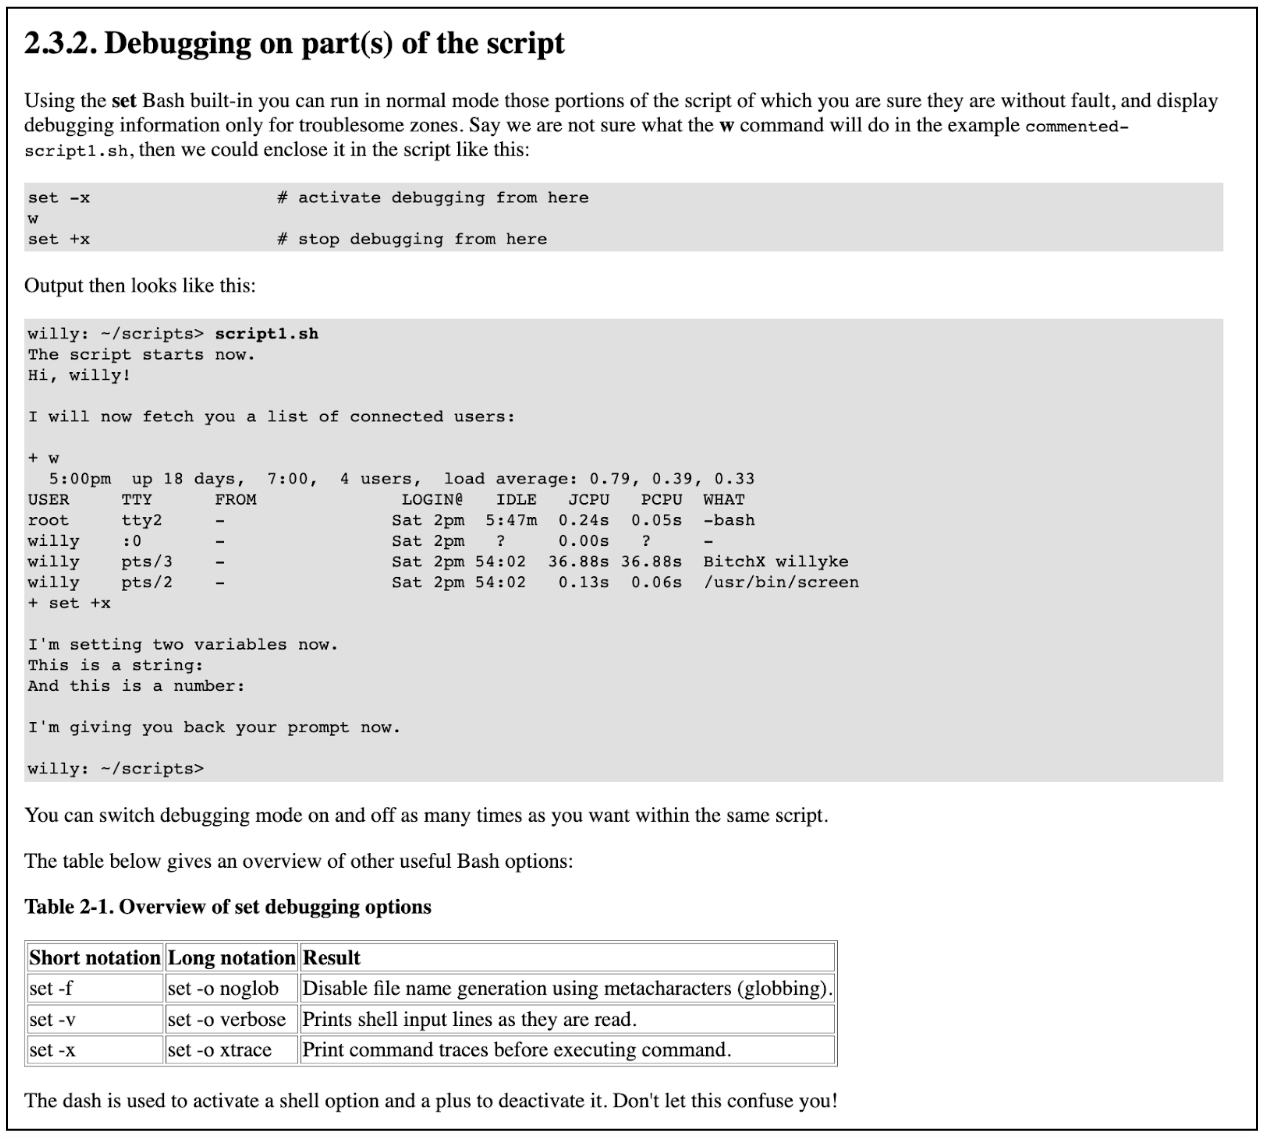 2.3.2. Debugging on part(s) of the script
Using the set Bash built-in you can run in normal mode those portions of the script of which you are sure they are without fault, and display
debugging information only for troublesome zones. Say we are not sure what the w command will do in the example commented-
script1.sh, then we could enclose it in the script like this:
set -x                  # activate debugging from here
w
set +x                  # stop debugging from here
Output then looks like this:
willy: ~/scripts> script1.sh
The script starts now.
Hi, willy!
I will now fetch you a list of connected users:
+ w
  5:00pm  up 18 days,  7:00,  4 users,  load average: 0.79, 0.39, 0.33
USER     TTY      FROM              LOGIN@   IDLE   JCPU   PCPU  WHAT
root     tty2     -                Sat 2pm  5:47m  0.24s  0.05s  -bash
willy    :0       -                Sat 2pm   ?     0.00s   ?     -
willy    pts/3    -                Sat 2pm 54:02  36.88s 36.88s  BitchX willyke
willy    pts/2    -                Sat 2pm 54:02   0.13s  0.06s  /usr/bin/screen
+ set +x
I'm setting two variables now.
This is a string:
And this is a number:
I'm giving you back your prompt now.
willy: ~/scripts>
You can switch debugging mode on and off as many times as you want within the same script.
The table below gives an overview of other useful Bash options:
Table 2-1. Overview of set debugging options
Short notation Long notation Result
set -f set -o noglob Disable file name generation using metacharacters (globbing).
set -v set -o verbose Prints shell input lines as they are read.
set -x set -o xtrace Print command traces before executing command.
The dash is used to activate a shell option and a plus to deactivate it. Don't let this confuse you!